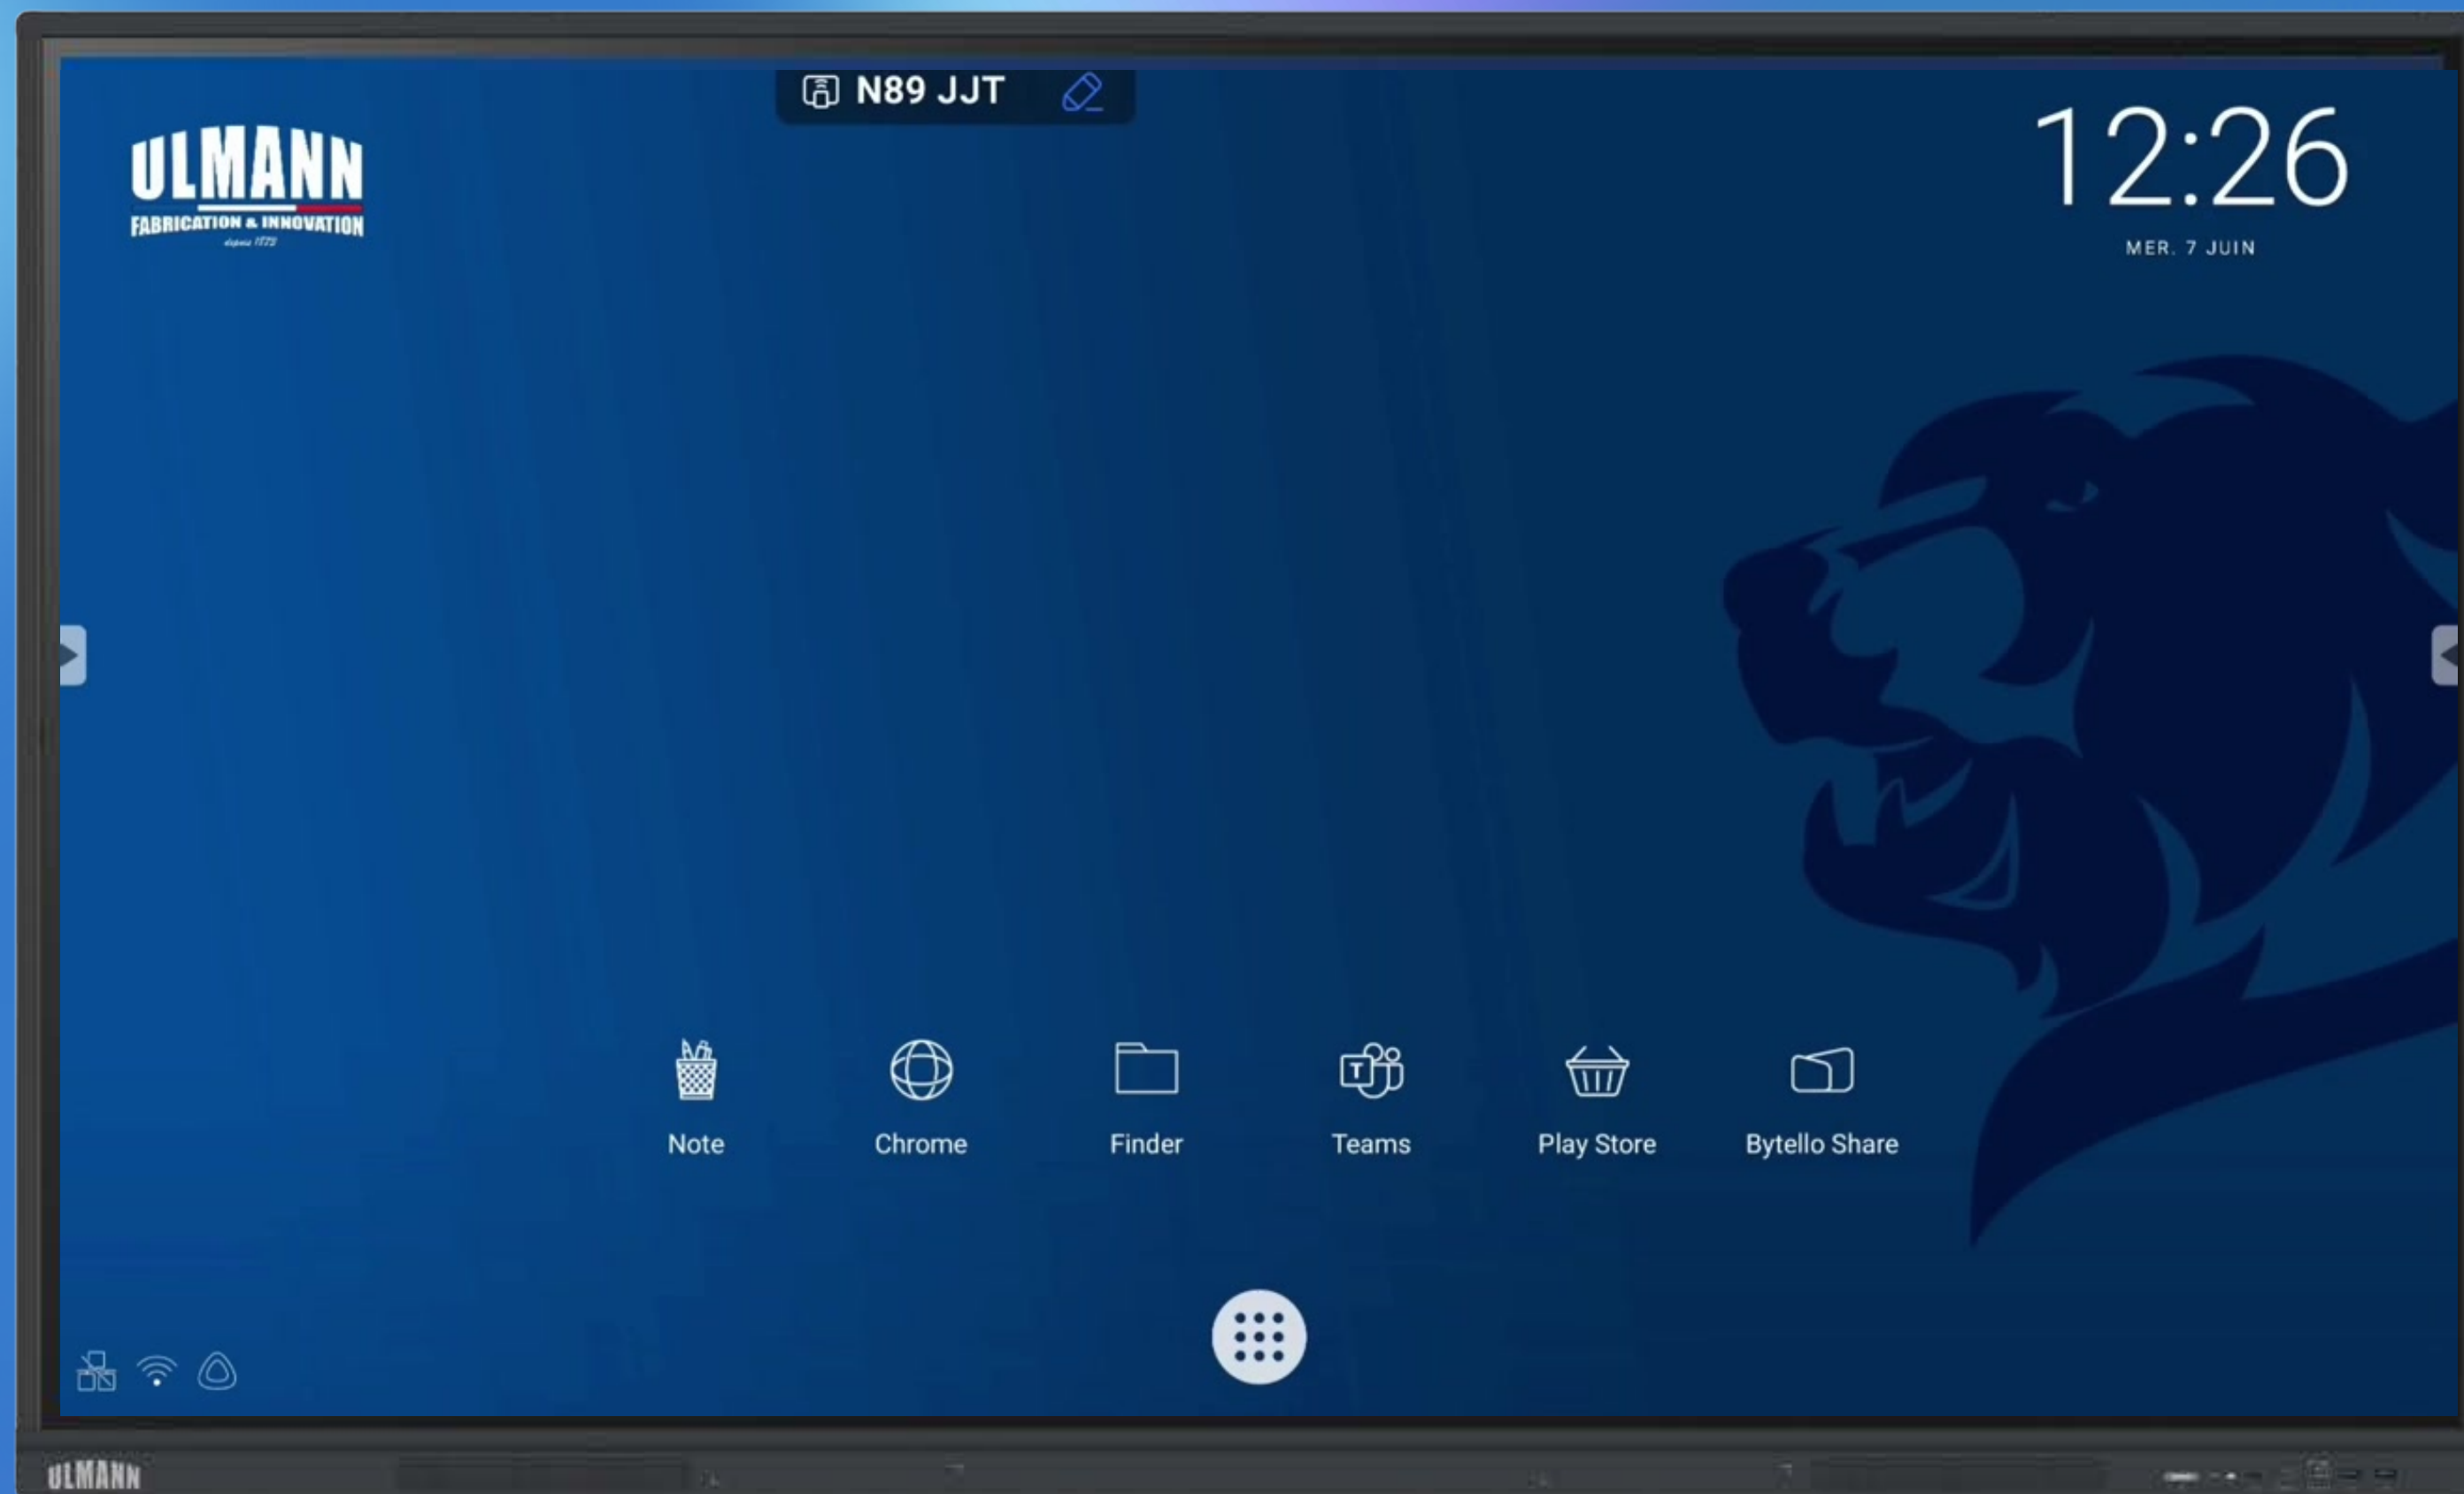 N89 JJT
ULMANN
FABRICATION & INNOVATION
12:26
MER. 7 JUIN
T
Note
Chrome
Finder
Teams
Play Store
Bytello Share
ULMANN